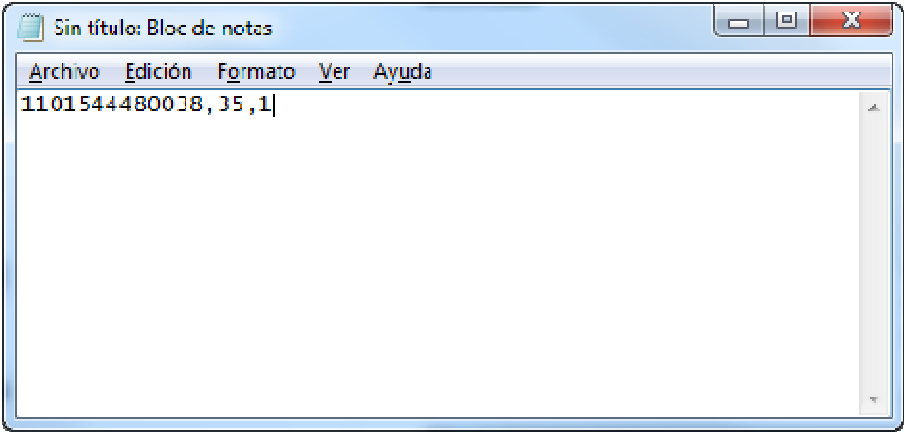 Sin título: Bloc de notas
Archivo Edición Formato Ver Ayuda
1101544480038,35,1